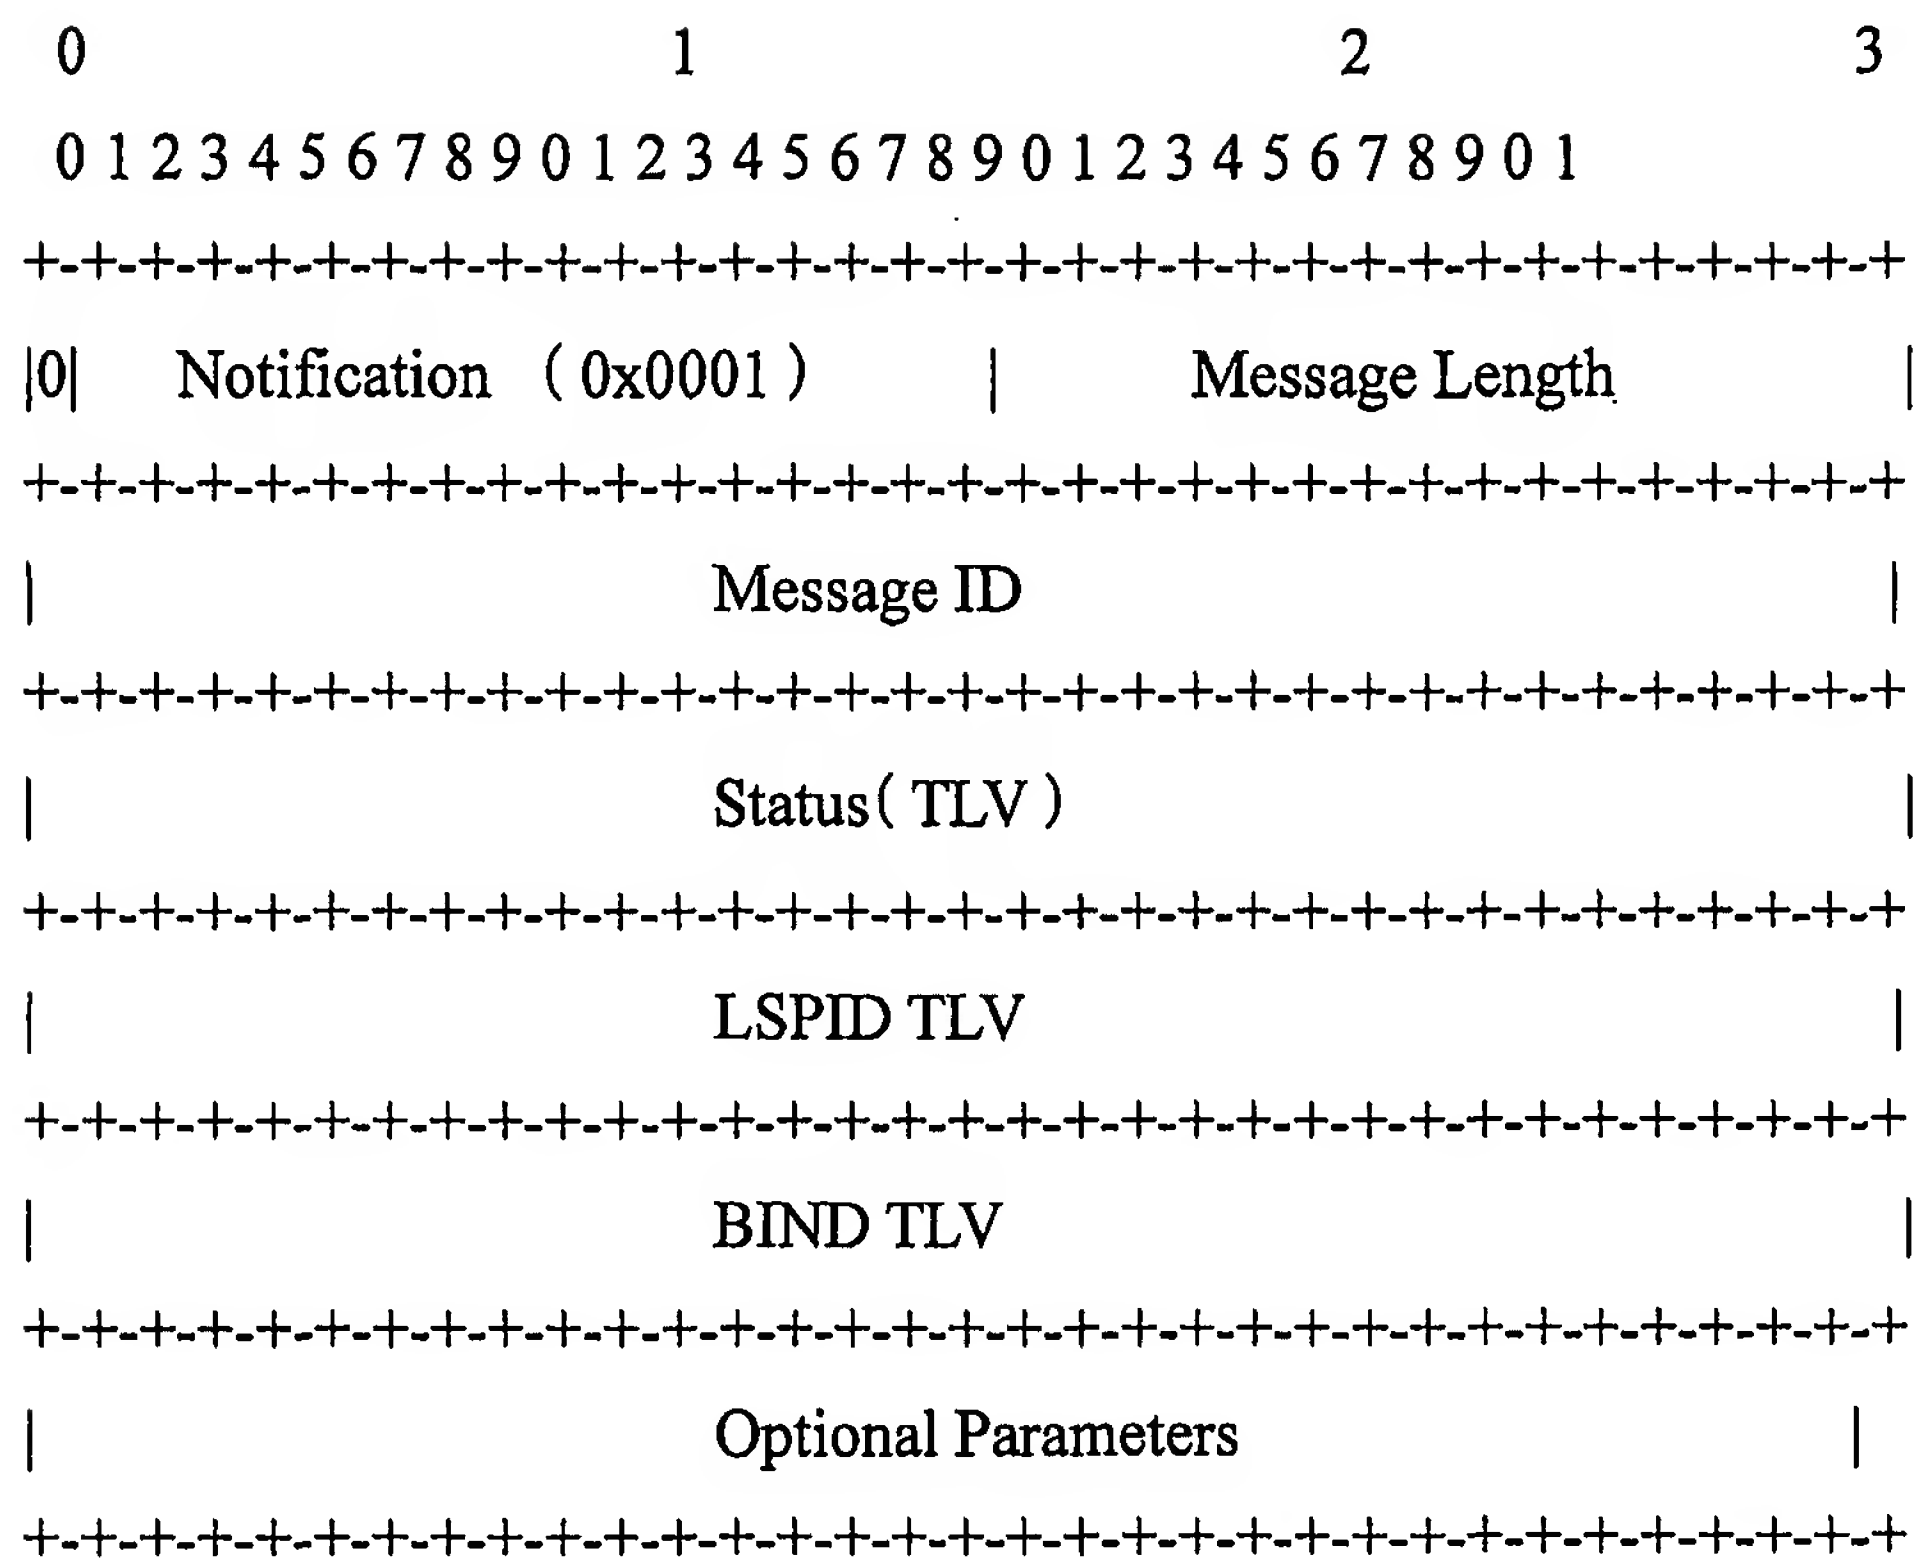 0 1 2 3
0 1 2 3 4 5 6 7 8 9 0 1 2 3 4 5 6 7 8 9 0 1 2 3 4 5 6 7 8 9 0 1
+-+-+-+-+-+-+-+-+-+-+-+-+-+-+-+-+-+-+-+-+-+-+-+-+-+-+-+-+-+-+-+-+
|0| Notification ( 0x0001 ) | Message Length |
+-+-+-+-+-+-+-+-+-+-+-+-+-+-+-+-+-+-+-+-+-+-+-+-+-+-+-+-+-+-+-+-+
| Message ID |
+-+-+-+-+-+-+-+-+-+-+-+-+-+-+-+-+-+-+-+-+-+-+-+-+-+-+-+-+-+-+-+-+
| Status( TLV ) |
+-+-+-+-+-+-+-+-+-+-+-+-+-+-+-+-+-+-+-+-+-+-+-+-+-+-+-+-+-+-+-+-+
| LSPID TLV |
+-+-+-+-+-+-+-+-+-+-+-+-+-+-+-+-+-+-+-+-+-+-+-+-+-+-+-+-+-+-+-+-+
| BIND TLV |
+-+-+-+-+-+-+-+-+-+-+-+-+-+-+-+-+-+-+-+-+-+-+-+-+-+-+-+-+-+-+-+-+
| Optional Parameters |
+-+-+-+-+-+-+-+-+-+-+-+-+-+-+-+-+-+-+-+-+-+-+-+-+-+-+-+-+-+-+-+-+